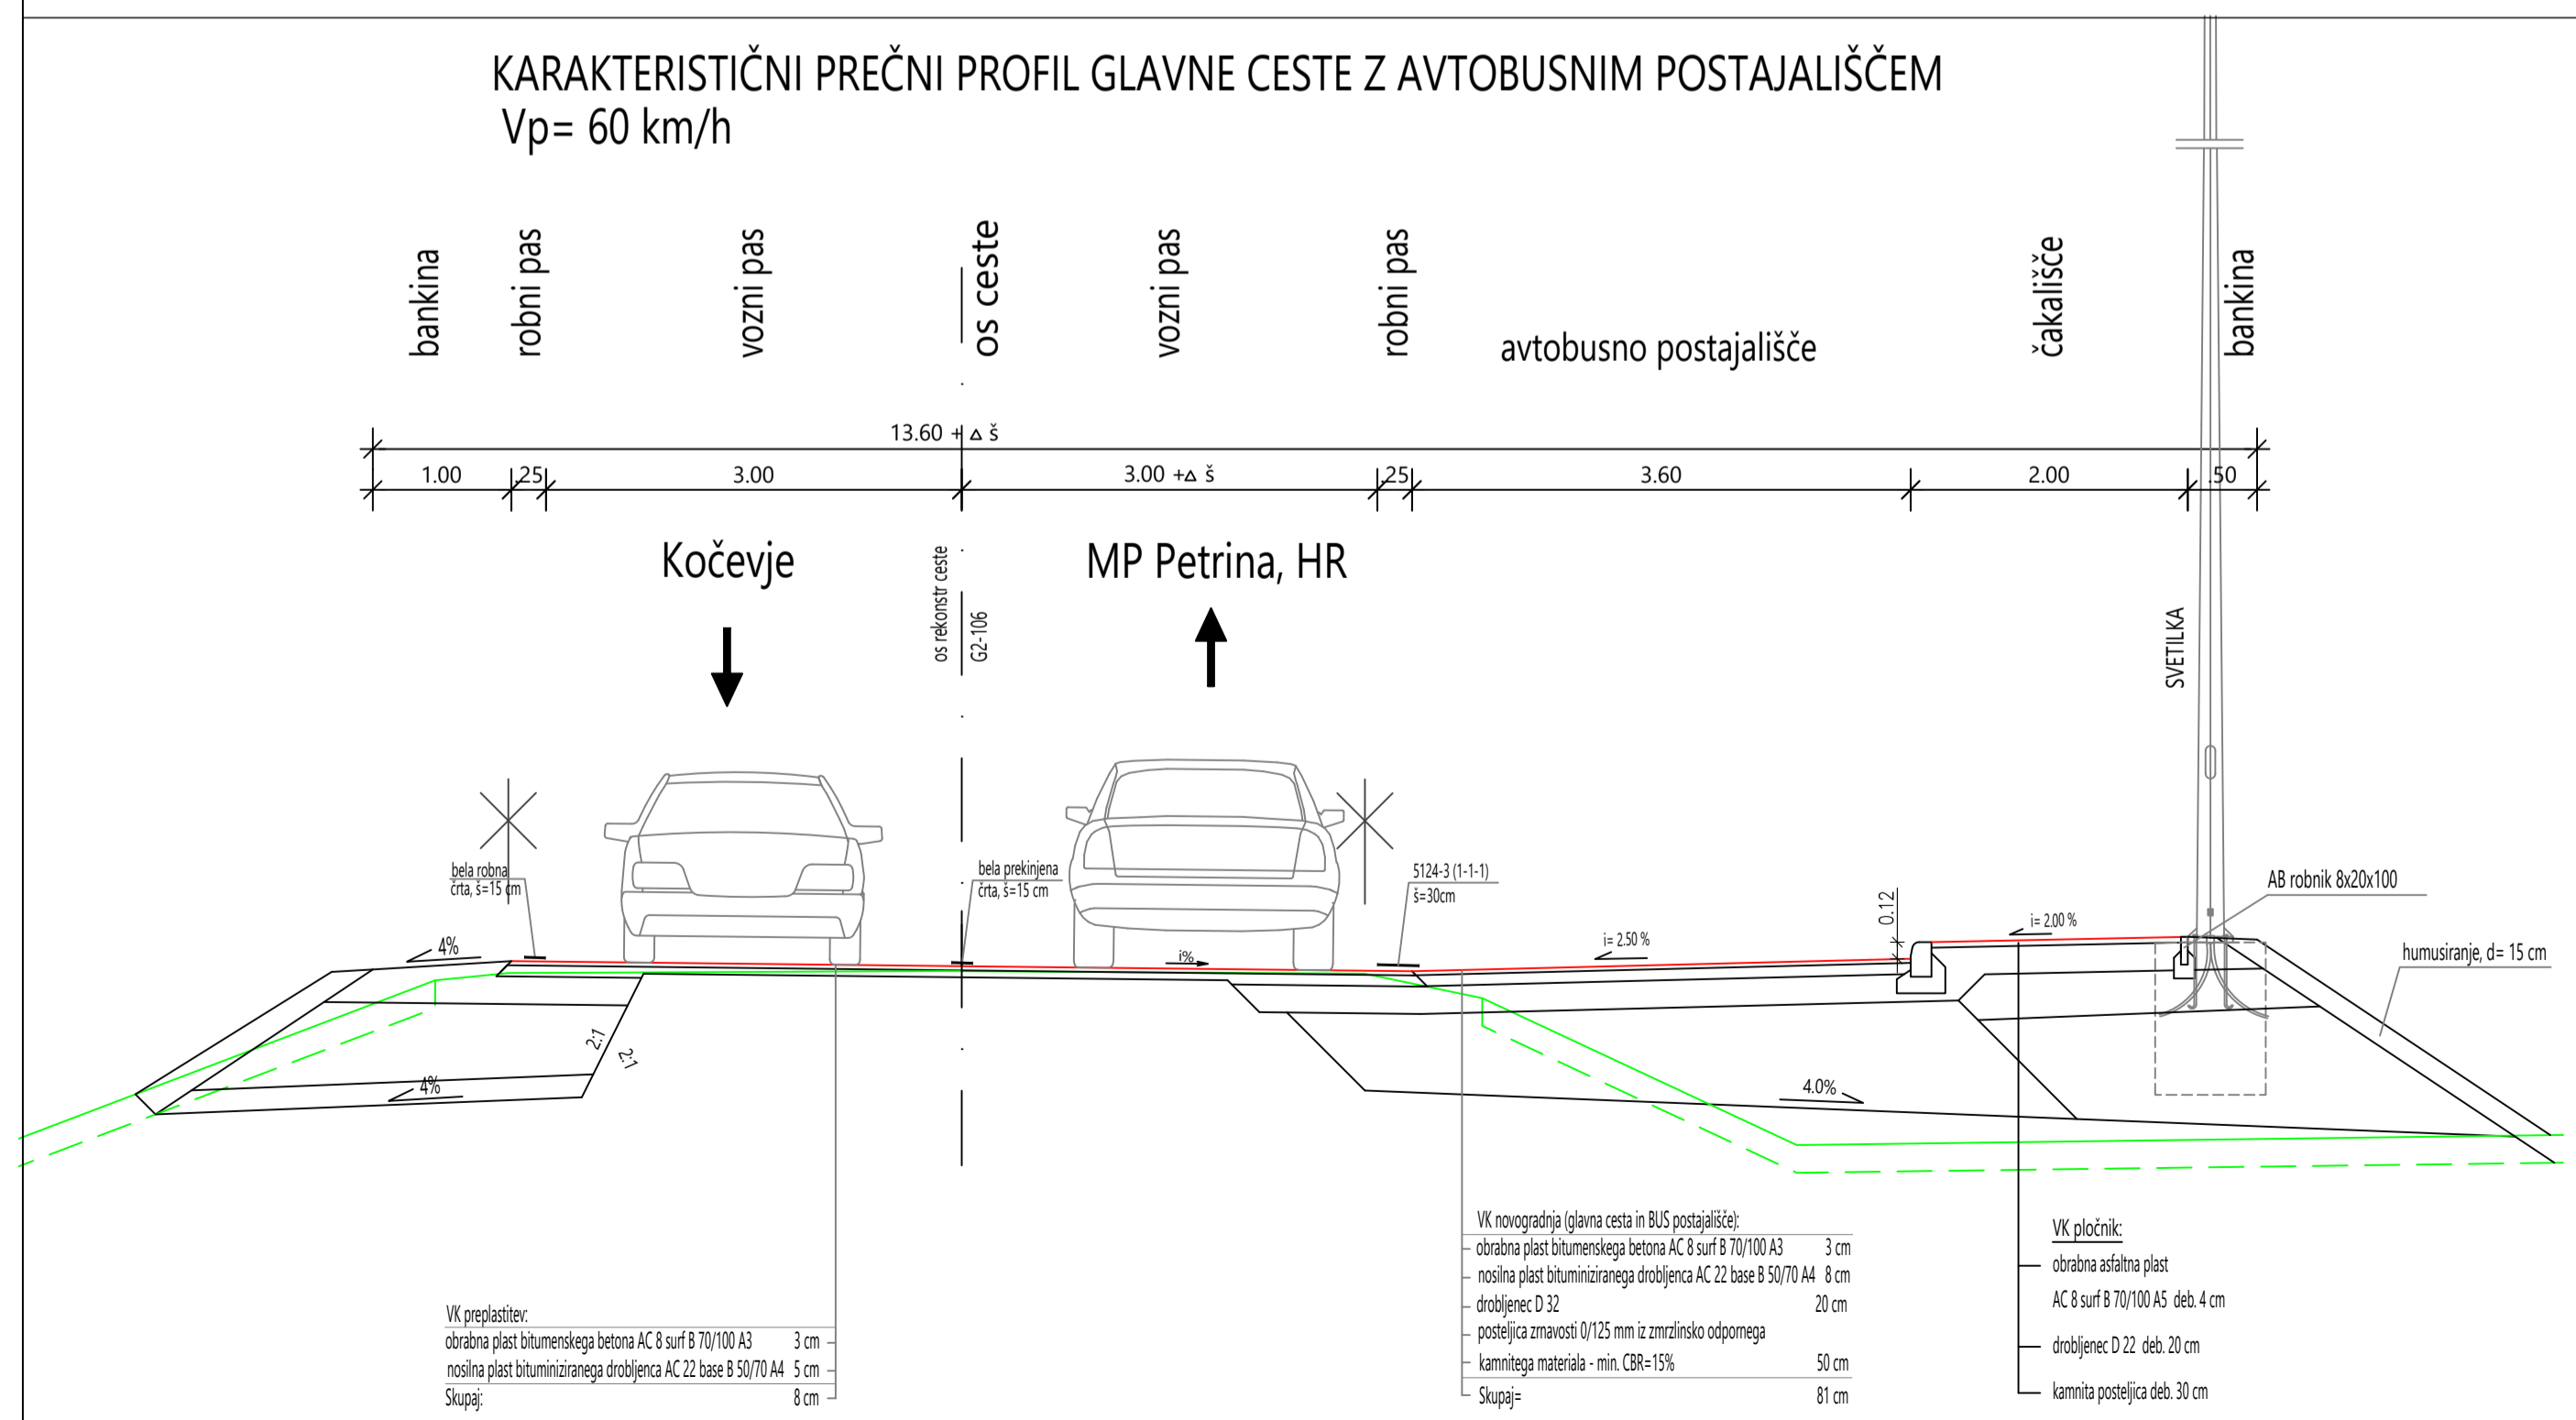 KARAKTERISTIČNI PREČNI PROFIL GLAVNE CESTE Z AVTOBUSNIM POSTAJALIŠČEM
Vp= 60 km/h
bankina
robni pas
vozni pas
os ceste
vozni pas
robni pas
avtobusno postajališče
čakališče
bankina
13.60 + Δ š
1.00
.25
3.00
3.00 +Δ š
.25
3.60
2.00
.50
Kočevje
os rekonstr ceste
G2-106
MP Petrina, HR
SVETILKA
bela robna
črta, š=15 cm
bela prekinjena
črta, š=15 cm
5124-3 (1-1-1)
š=30cm
0.12
AB robnik 8x20x100
4%
i%
i= 2.50 %
i= 2.00 %
humusiranje, d= 15 cm
2:1
2:1
4%
4.0%
VK preplastitev:
obrabna plast bitumenskega betona AC 8 surf B 70/100 A3 3 cm
nosilna plast bituminiziranega drobljenca AC 22 base B 50/70 A4 5 cm
Skupaj: 8 cm
VK novogradnja (glavna cesta in BUS postajališče):
obrabna plast bitumenskega betona AC 8 surf B 70/100 A3 3 cm
nosilna plast bituminiziranega drobljenca AC 22 base B 50/70 A4 8 cm
drobljenec D 32 20 cm
posteljica zrnavosti 0/125 mm iz zmrzlinsko odpornega
kamnitega materiala - min. CBR=15% 50 cm
Skupaj= 81 cm
VK pločnik:
obrabna asfaltna plast
AC 8 surf B 70/100 A5 deb. 4 cm
drobljenec D 22 deb. 20 cm
kamnita posteljica deb. 30 cm